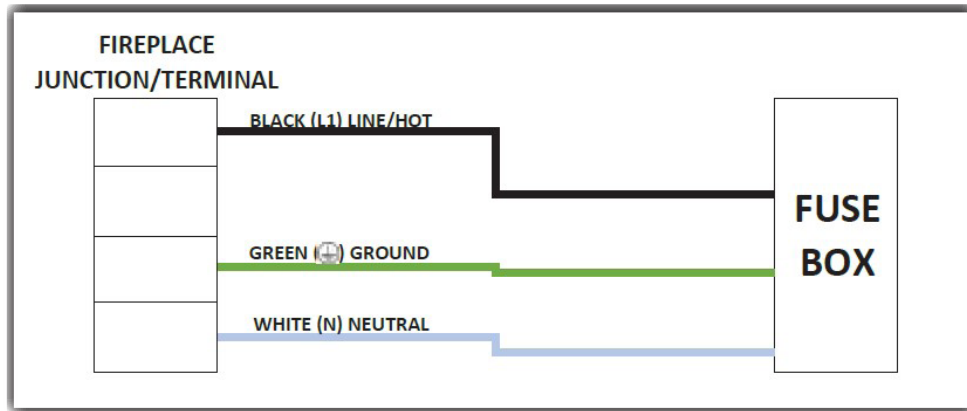 FIREPLACE
JUNCTION/TERMINAL
BLACK (L1) LINE/HOT
GREEN (⏚) GROUND
WHITE (N) NEUTRAL
FUSE
BOX